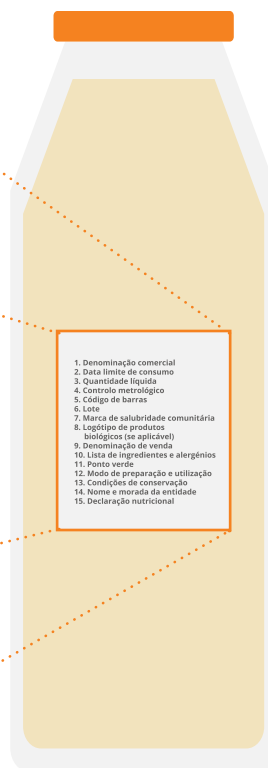 1. Denominação comercial
2. Data limite de consumo
3. Quantidade líquida
4. Controlo metrológico
5. Código de barras
6. Lote
7. Marca de salubridade comunitária
8. Logótipo de produtos
biológicos (se aplicável)
9. Denominação de venda
10. Lista de ingredientes e alergénios
11. Ponto verde
12. Modo de preparação e utilização
13. Condições de conservação
14. Nome e morada da entidade
15. Declaração nutricional